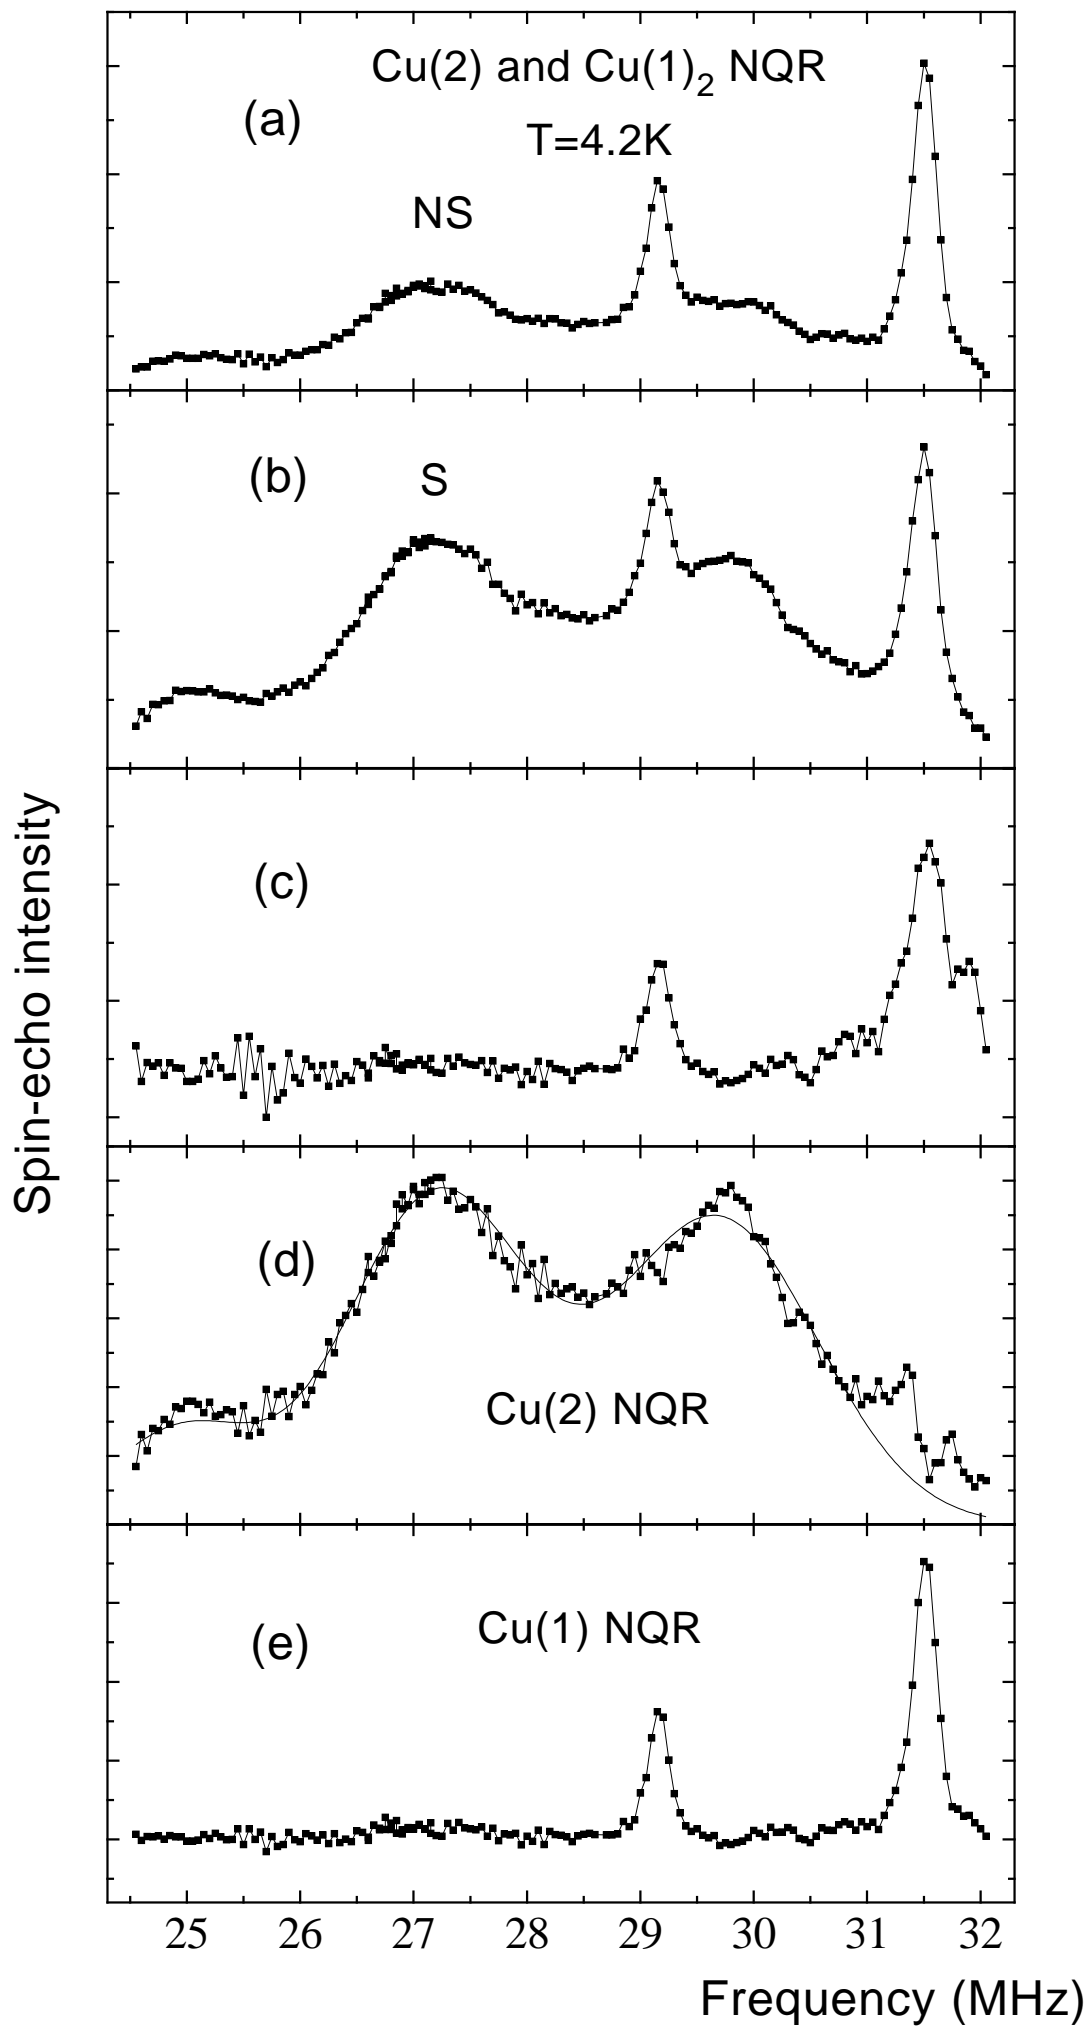 Cu(2) and Cu(1)₂ NQR
(a)
T=4.2K
NS
(b)
S
(c)
Spin-echo intensity
(d)
Cu(2) NQR
Cu(1) NQR
(e)
25 26 27 28 29 30 31 32
Frequency (MHz)